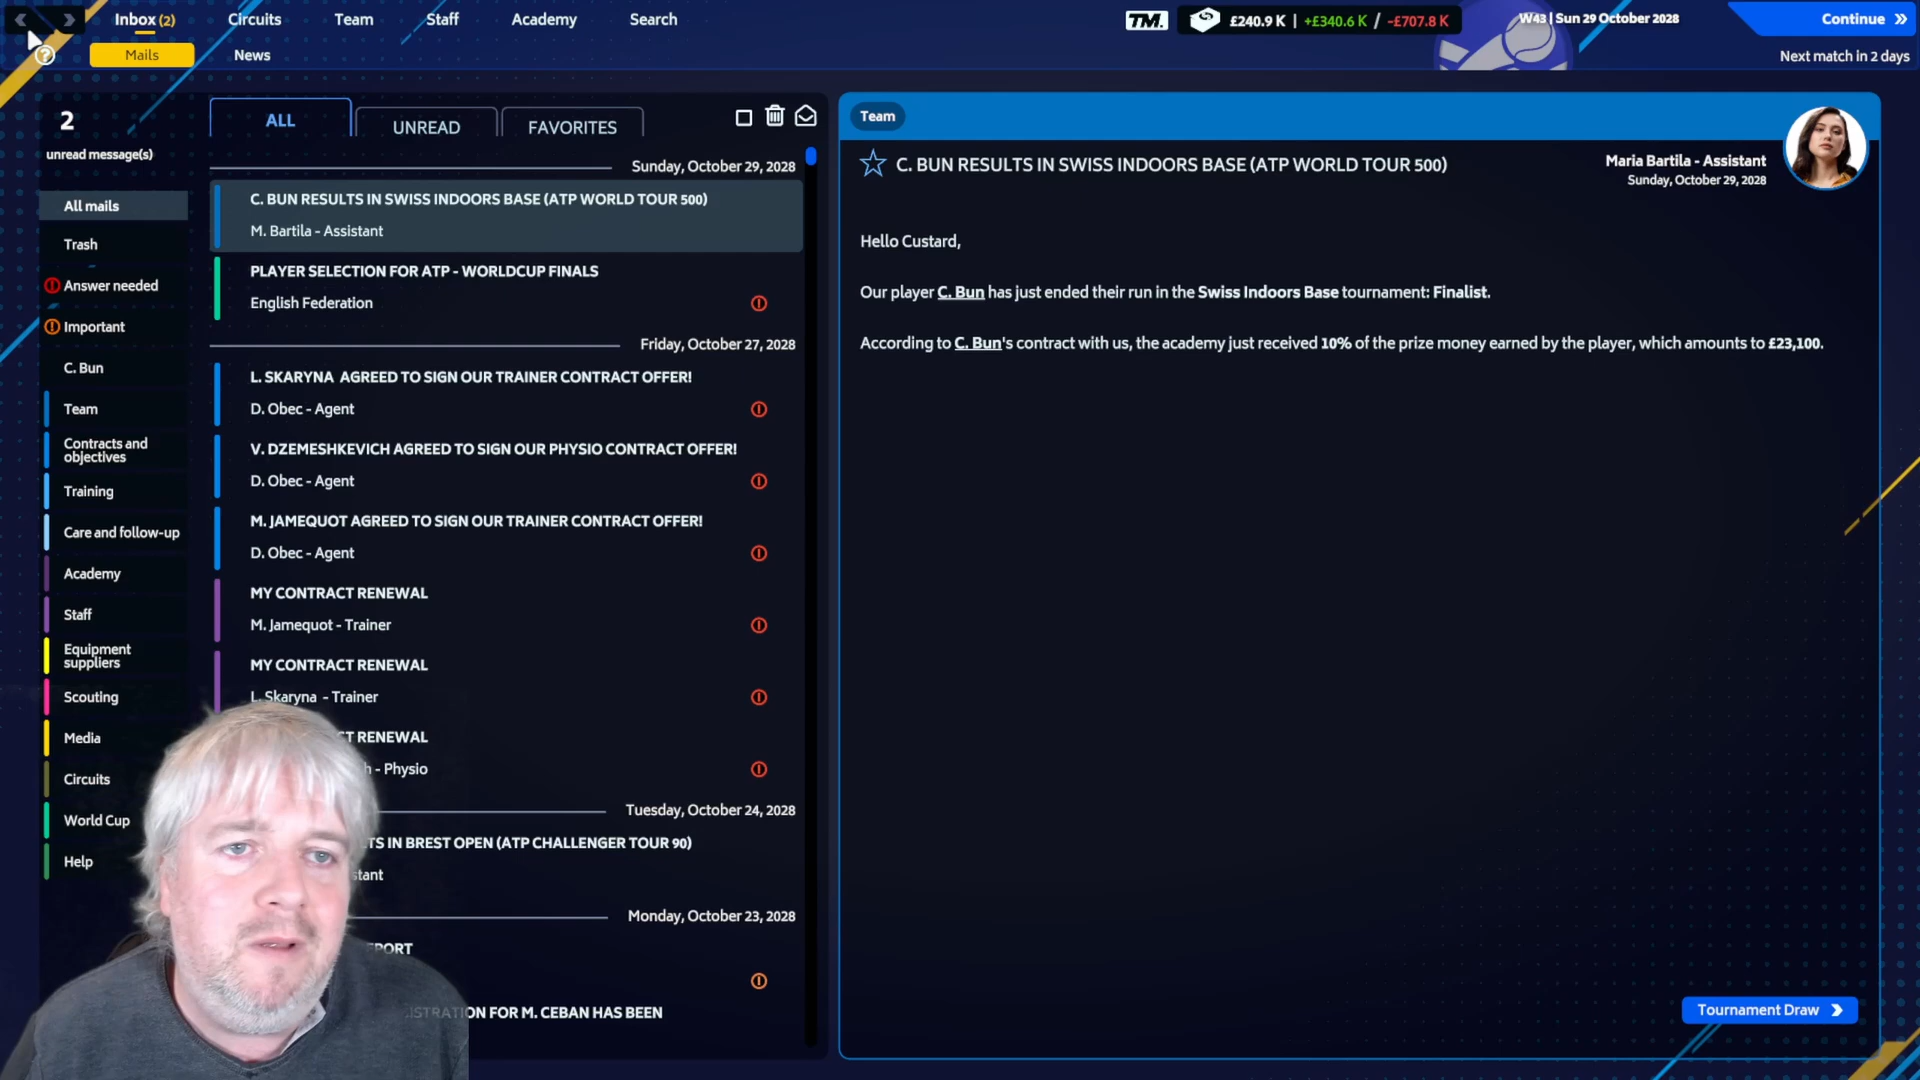 Inbox (2)
Circuits
Team
Staff
Academy
Search
TM.
£240.9 K | +£340.6 K / -£707.8 K
W43 | Sun 29 October 2028
Continue
Mails
News
Next match in 2 days
2
unread message(s)
All mails
Trash
Answer needed
Important
C. Bun
Team
Contracts and
objectives
Training
Care and follow-up
Academy
Staff
Equipment
suppliers
Scouting
Media
Circuits
World Cup
Help
ALL
UNREAD
FAVORITES
Sunday, October 29, 2028
C. BUN RESULTS IN SWISS INDOORS BASE (ATP WORLD TOUR 500)
M. Bartila - Assistant
PLAYER SELECTION FOR ATP - WORLDCUP FINALS
English Federation
Friday, October 27, 2028
L. SKARYNA AGREED TO SIGN OUR TRAINER CONTRACT OFFER!
D. Obec - Agent
V. DZEMESHKEVICH AGREED TO SIGN OUR PHYSIO CONTRACT OFFER!
D. Obec - Agent
M. JAMEQUOT AGREED TO SIGN OUR TRAINER CONTRACT OFFER!
D. Obec - Agent
MY CONTRACT RENEWAL
M. Jamequot - Trainer
MY CONTRACT RENEWAL
L. Skaryna - Trainer
RENEWAL
- Physio
Tuesday, October 24, 2028
IN BREST OPEN (ATP CHALLENGER TOUR 90)
Monday, October 23, 2028
FOR M. CEBAN HAS BEEN
Team
C. BUN RESULTS IN SWISS INDOORS BASE (ATP WORLD TOUR 500)
Maria Bartila - Assistant
Sunday, October 29, 2028
Hello Custard,
Our player C. Bun has just ended their run in the Swiss Indoors Base tournament: Finalist.
According to C. Bun's contract with us, the academy just received 10% of the prize money earned by the player, which amounts to £23,100.
Tournament Draw